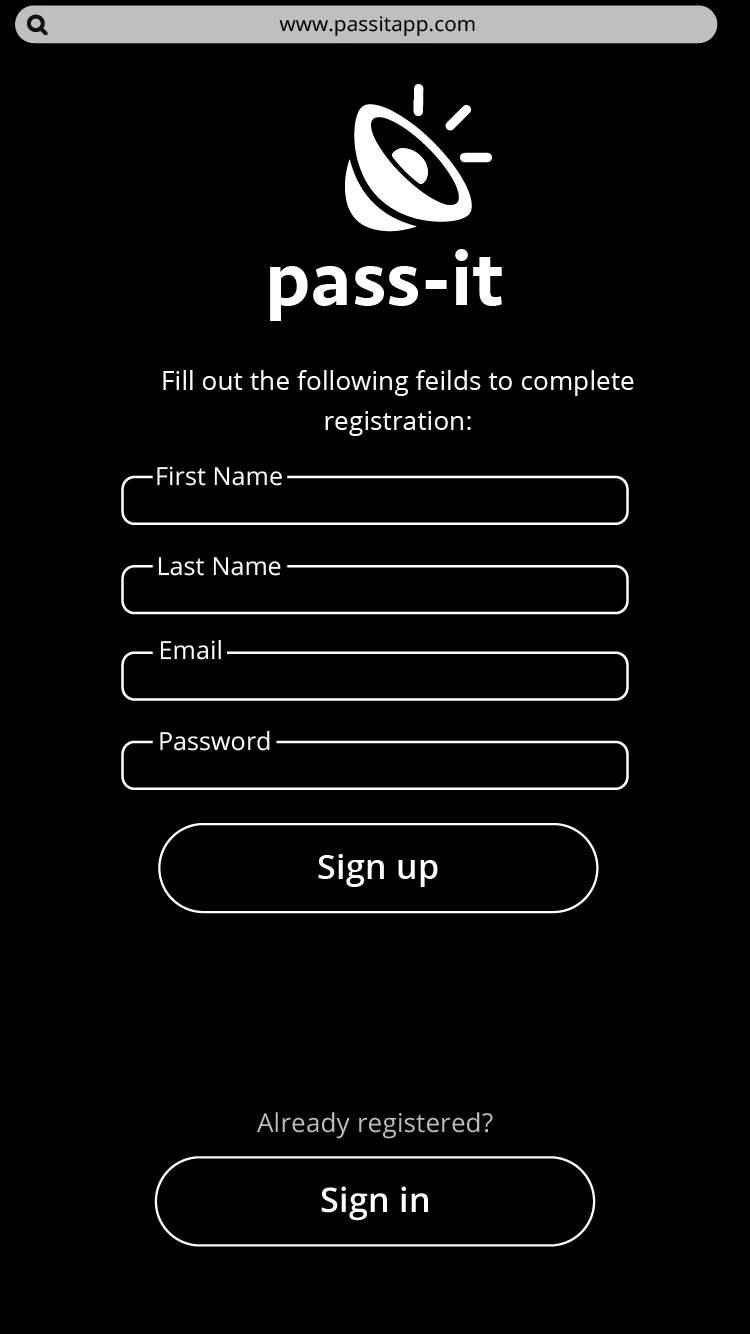 www.passitapp.com
pass-it
Fill out the following feilds to complete
registration:
First Name
Last Name
Email
Password
Sign up
Already registered?
Sign in